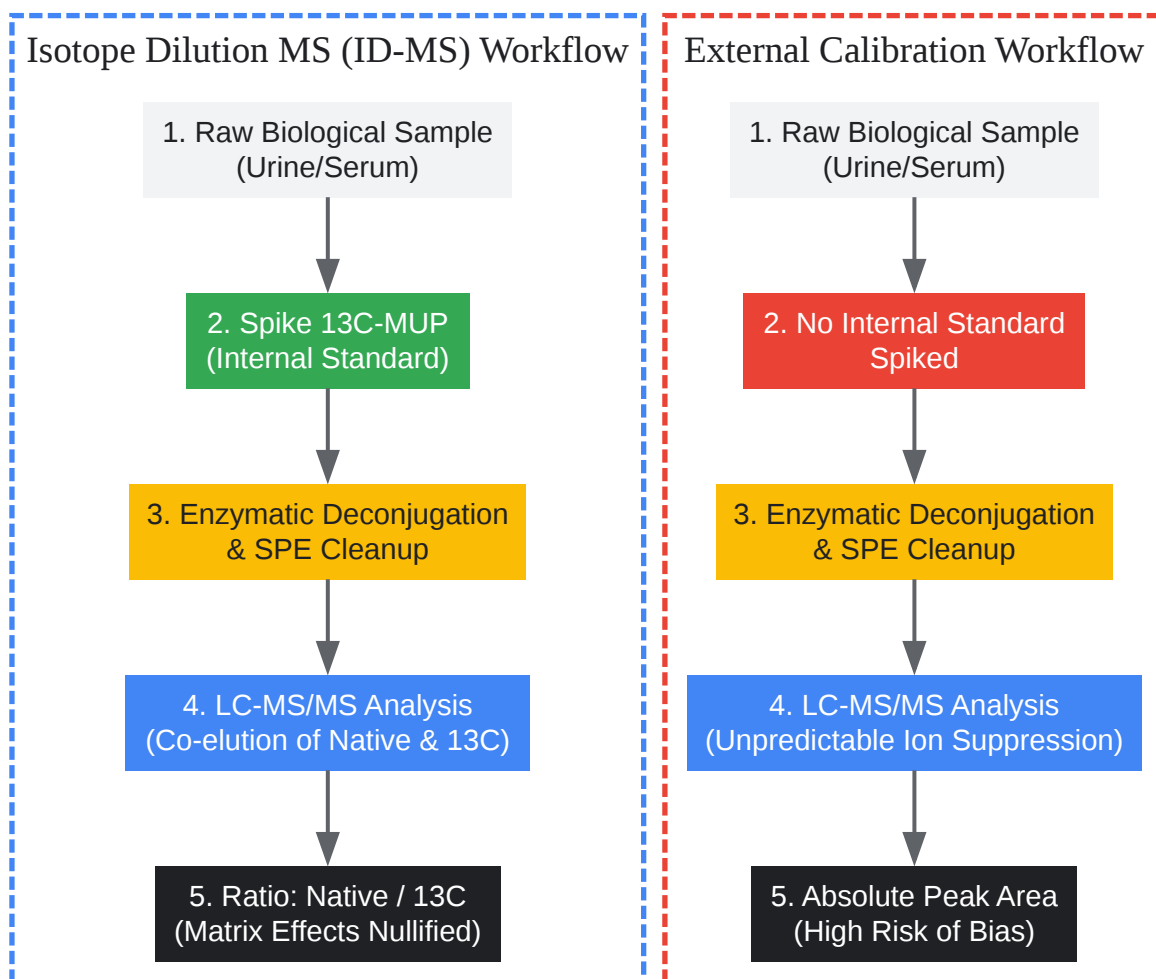 Isotope Dilution MS (ID-MS) Workflow
1. Raw Biological Sample
(Urine/Serum)
2. Spike 13C-MUP
(Internal Standard)
3. Enzymatic Deconjugation
& SPE Cleanup
4. LC-MS/MS Analysis
(Co-elution of Native & 13C)
5. Ratio: Native / 13C
(Matrix Effects Nullified)
External Calibration Workflow
1. Raw Biological Sample
(Urine/Serum)
2. No Internal Standard
Spiked
3. Enzymatic Deconjugation
& SPE Cleanup
4. LC-MS/MS Analysis
(Unpredictable Ion Suppression)
5. Absolute Peak Area
(High Risk of Bias)